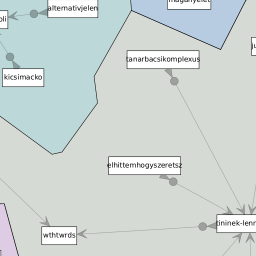 alternativjelen
kicsimacko
tanarbacsikomplexus
elhittemhogyszeretsz
wthtwrds